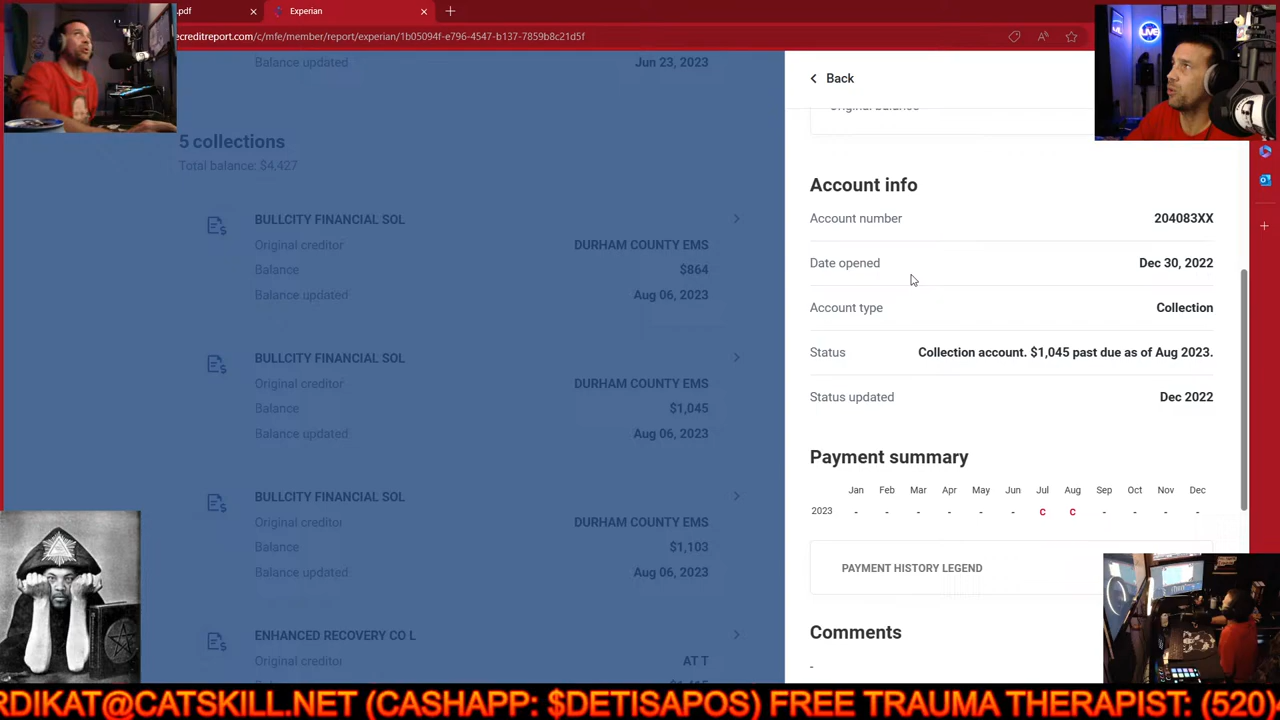 .pdf
Experian
ecreditreport.com/c/mfe/member/report/experian/1b05094f-e796-4547-b137-7859b8c21d5f
Balance updated Jun 23, 2023
5 collections
Total balance: $4,427
BULLCITY FINANCIAL SOL
Original creditor DURHAM COUNTY EMS
Balance $864
Balance updated Aug 06, 2023
BULLCITY FINANCIAL SOL
Original creditor DURHAM COUNTY EMS
Balance $1,045
Balance updated Aug 06, 2023
BULLCITY FINANCIAL SOL
Original creditor DURHAM COUNTY EMS
Balance $1,103
Balance updated Aug 06, 2023
ENHANCED RECOVERY CO L
Original creditor AT T
Back
Original balance
Account info
Account number 204083XX
Date opened Dec 30, 2022
Account type Collection
Status Collection account. $1,045 past due as of Aug 2023.
Status updated Dec 2022
Payment summary
Jan Feb Mar Apr May Jun Jul Aug Sep Oct Nov Dec
2023 - - - - - - C C - - - -
PAYMENT HISTORY LEGEND
Comments
-
LIVE
RDIKAT@CATSKILL.NET (CASHAPP: $DETISAPOS) FREE TRAUMA THERAPIST: (520)